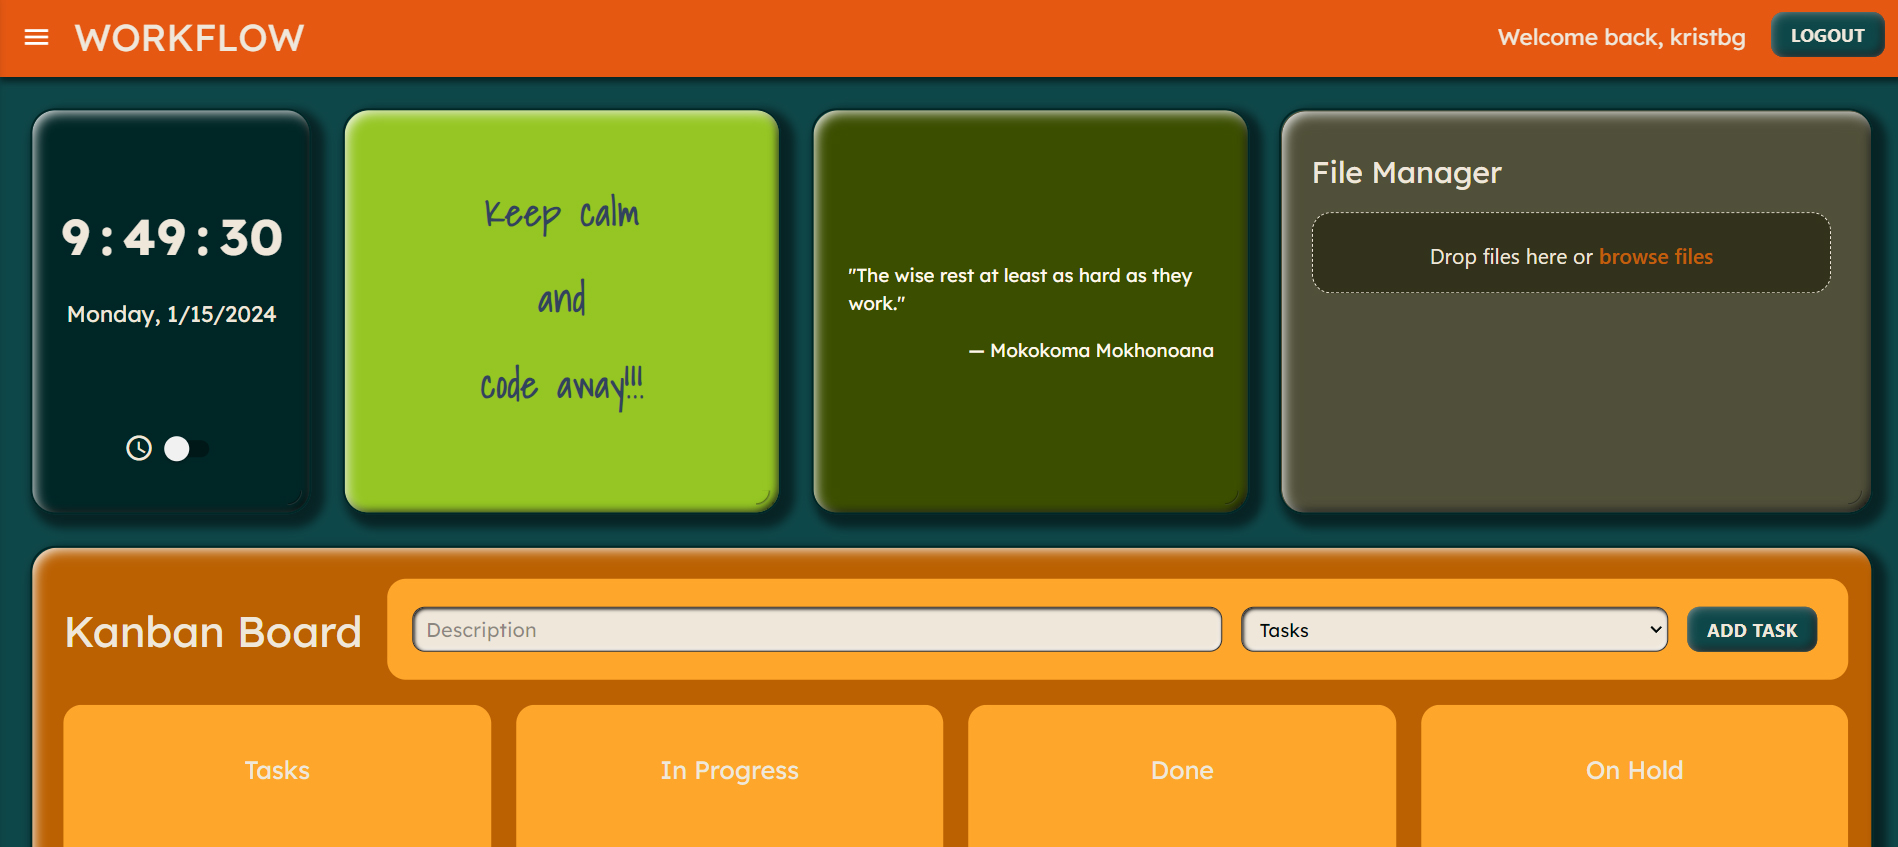 WORKFLOW
Welcome back, kristbg
LOGOUT
9:49:30
Monday, 1/15/2024
Keep calm
and
code away!!!
"The wise rest at least as hard as they
work."
— Mokokoma Mokhonoana
File Manager
Drop files here or browse files
Kanban Board
Description
Tasks
ADD TASK
Tasks
In Progress
Done
On Hold